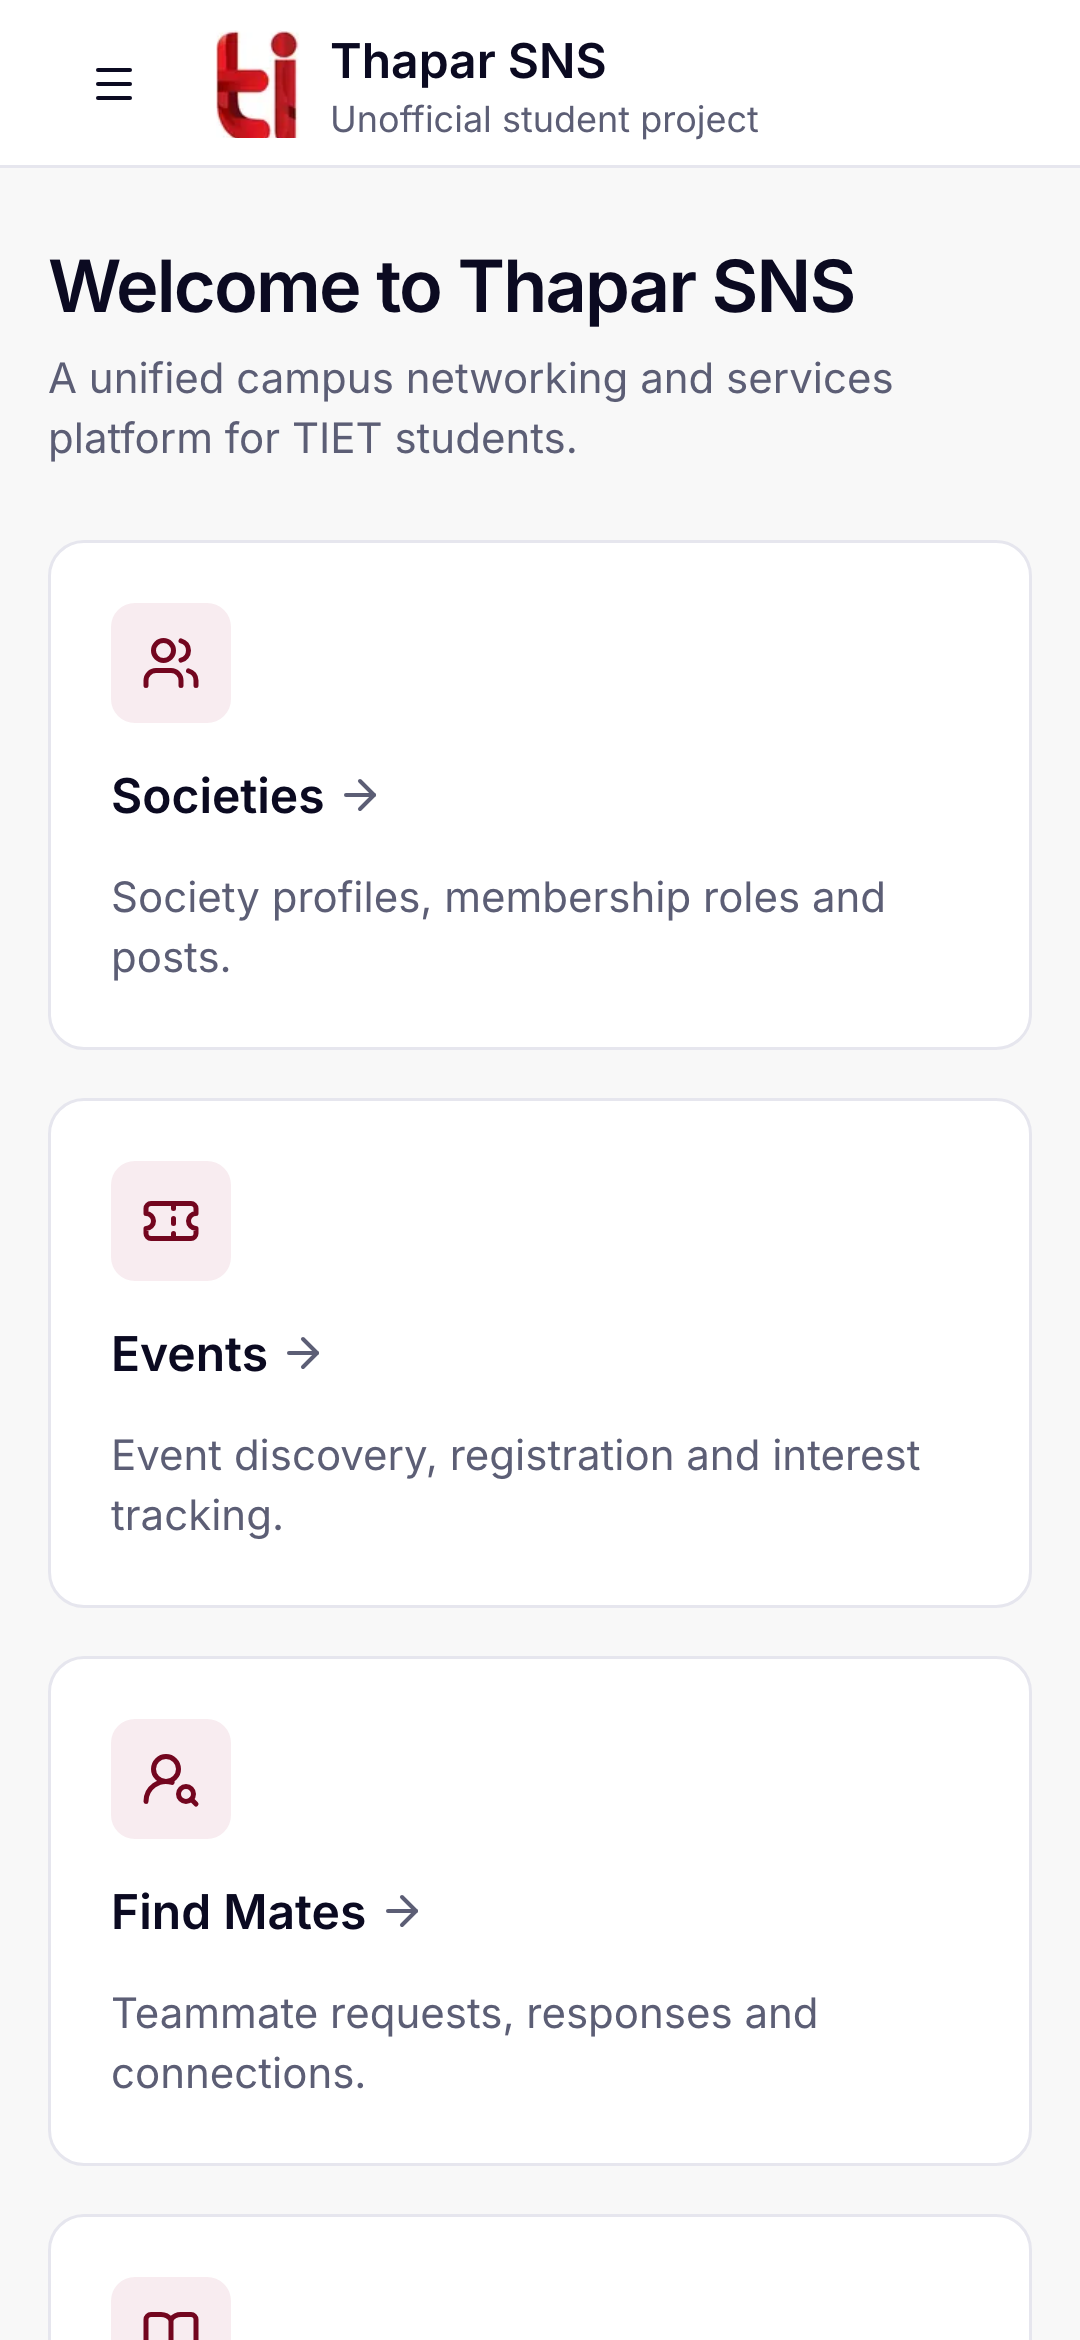 ti
Thapar SNS
Unofficial student project
Welcome to Thapar SNS
A unified campus networking and services
platform for TIET students.
Societies →
Society profiles, membership roles and
posts.
Events →
Event discovery, registration and interest
tracking.
Find Mates →
Teammate requests, responses and
connections.